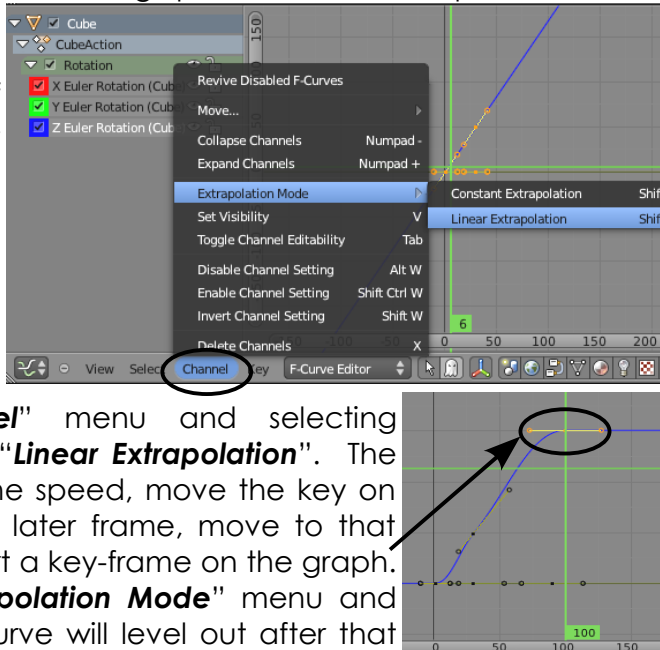 Cube
CubeAction
Rotation
X Euler Rotation (Cub
Y Euler Rotation (Cub
Z Euler Rotation (Cub
150
Revive Disabled F-Curves
Move...
Collapse Channels Numpad -
Expand Channels Numpad +
Extrapolation Mode
Set Visibility V
Toggle Channel Editability Tab
Disable Channel Setting Alt W
Enable Channel Setting Shift Ctrl W
Invert Channel Setting Shift W
Delete Channels X
Constant Extrapolation Shif
Linear Extrapolation Shif
6
0 50 100 150 200
View Selec Channel Key F-Curve Editor
el” menu and selecting
“Linear Extrapolation”. The
he speed, move the key on
later frame, move to that
rt a key-frame on the graph.
polation Mode” menu and
urve will level out after that
100
0 50 100 150